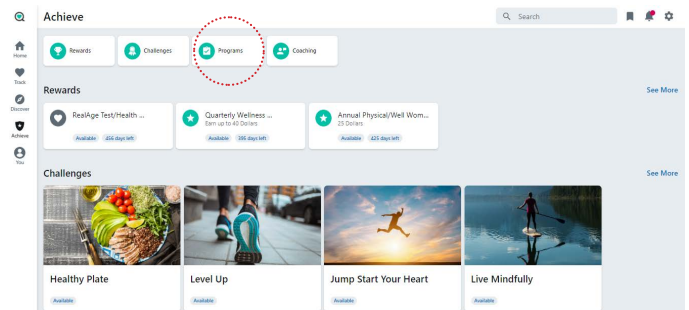 Achieve
Search
Home
Track
Discover
Achieve
You
Rewards
Challenges
Programs
Coaching
Rewards
See More
RealAge Test/Health ...
Available 456 days left
Quarterly Wellness ...
Earn up to 40 Dollars
Available 395 days left
Annual Physical/Well Wom...
25 Dollars
Available 425 days left
Challenges
See More
Healthy Plate
Available
Level Up
Available
Jump Start Your Heart
Available
Live Mindfully
Available